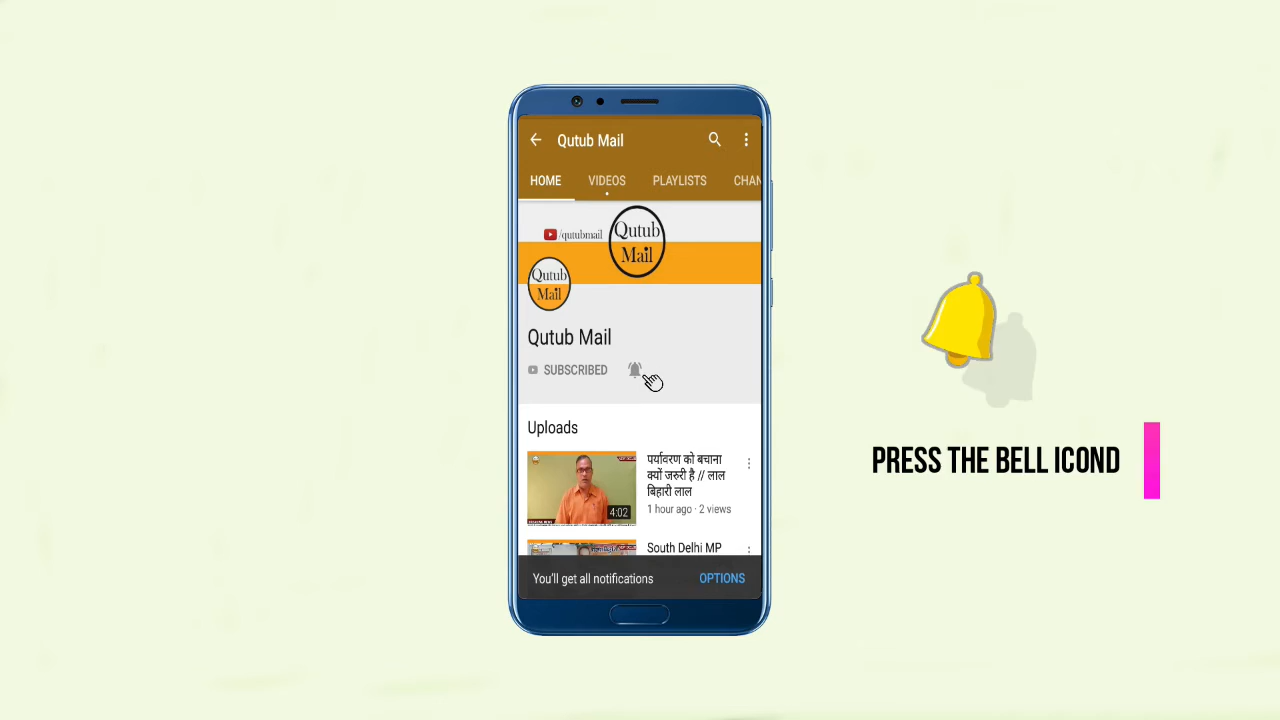 Qutub Mail
HOME VIDEOS PLAYLISTS CHAN
/qutubmail
Qutub
Mail
Qutub
Mail
Qutub Mail
SUBSCRIBED
Uploads
पर्यावरण को बचाना
क्यों जरुरी है // लाल
बिहारी लाल
4:02
1 hour ago · 2 views
South Delhi MP
You'll get all notifications OPTIONS
PRESS THE BELL ICOND